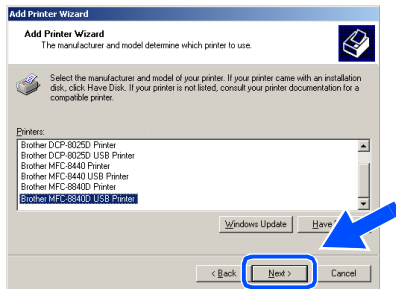 Add Printer Wizard
Add Printer Wizard
The manufacturer and model determine which printer to use.
Select the manufacturer and model of your printer. If your printer came with an installation
disk, click Have Disk. If your printer is not listed, consult your printer documentation for a
compatible printer.
Printers:
Brother DCP-8025D Printer
Brother DCP-8025D USB Printer
Brother MFC-8440 Printer
Brother MFC-8440 USB Printer
Brother MFC-8840D Printer
Brother MFC-8840D USB Printer
Windows Update Have
< Back Next > Cancel